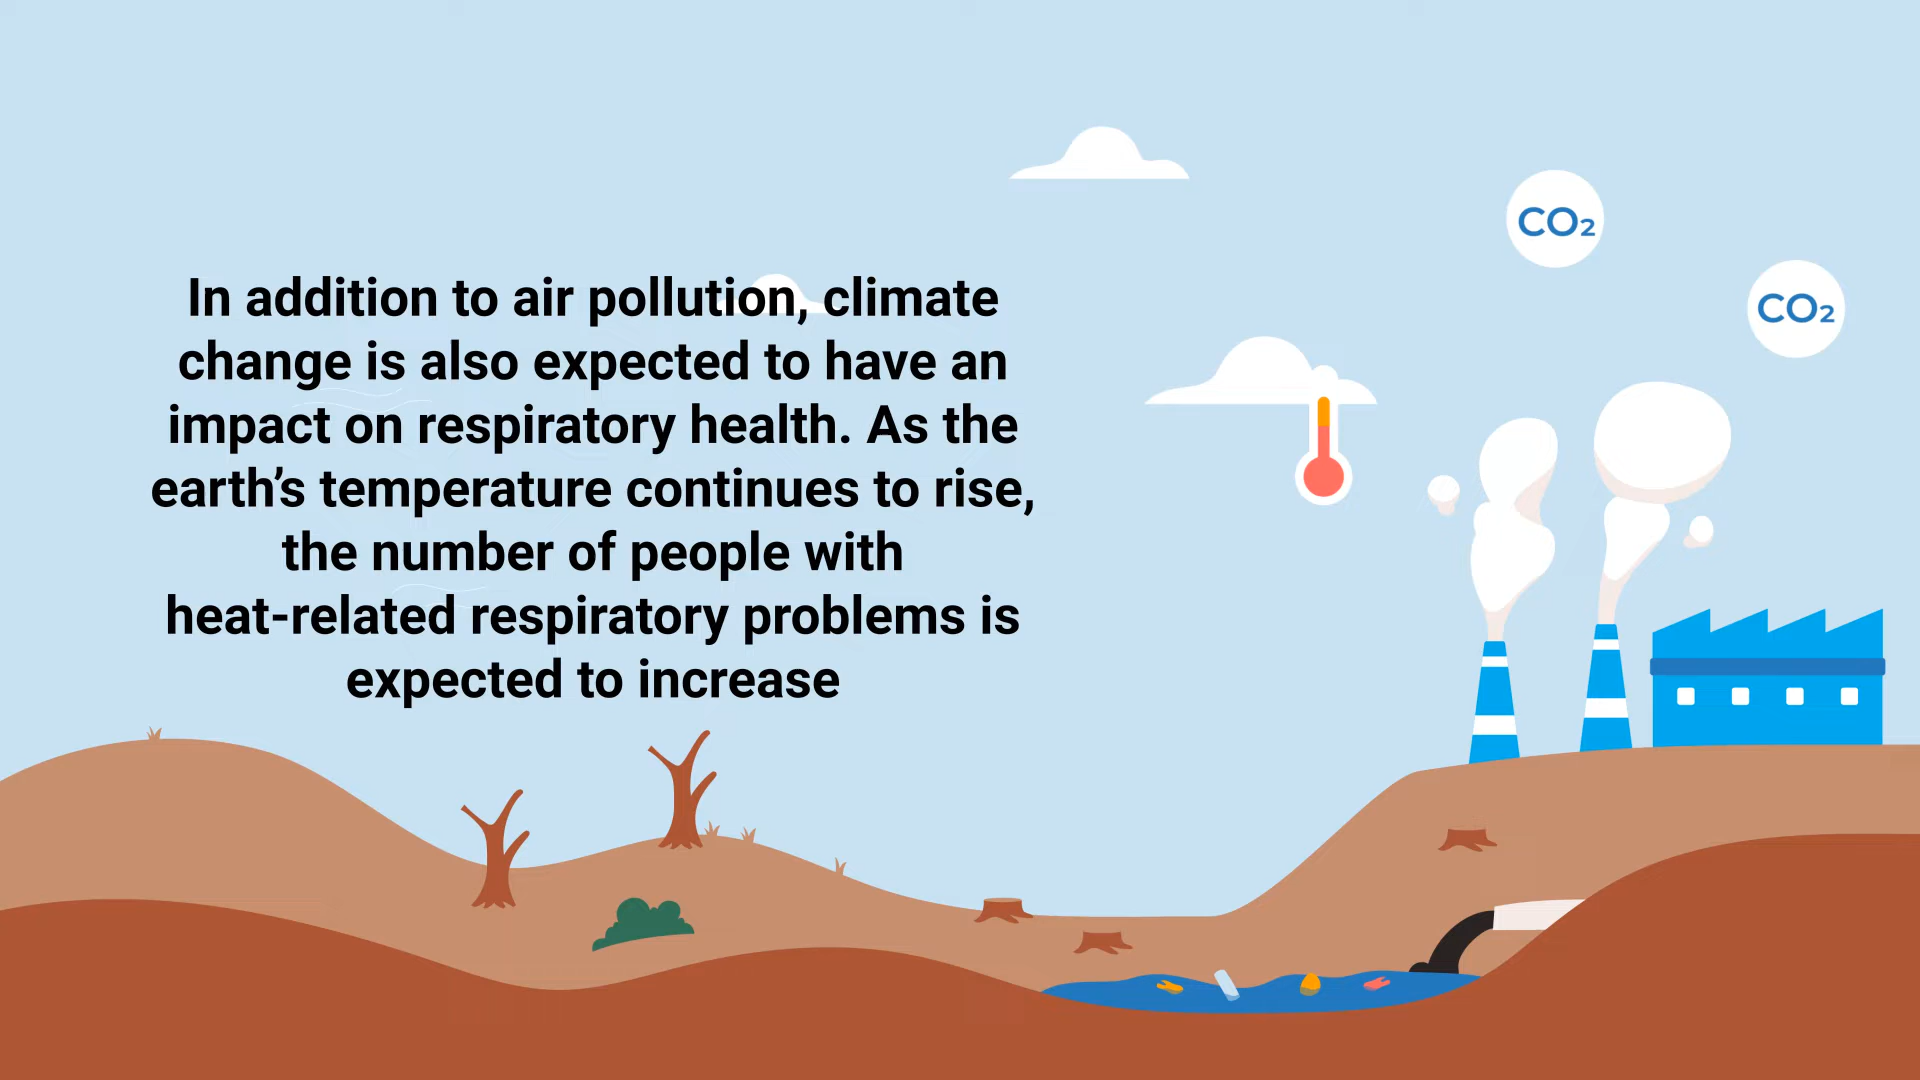 In addition to air pollution, climate
change is also expected to have an
impact on respiratory health. As the
earth’s temperature continues to rise,
the number of people with
heat-related respiratory problems is
expected to increase
CO₂
CO₂